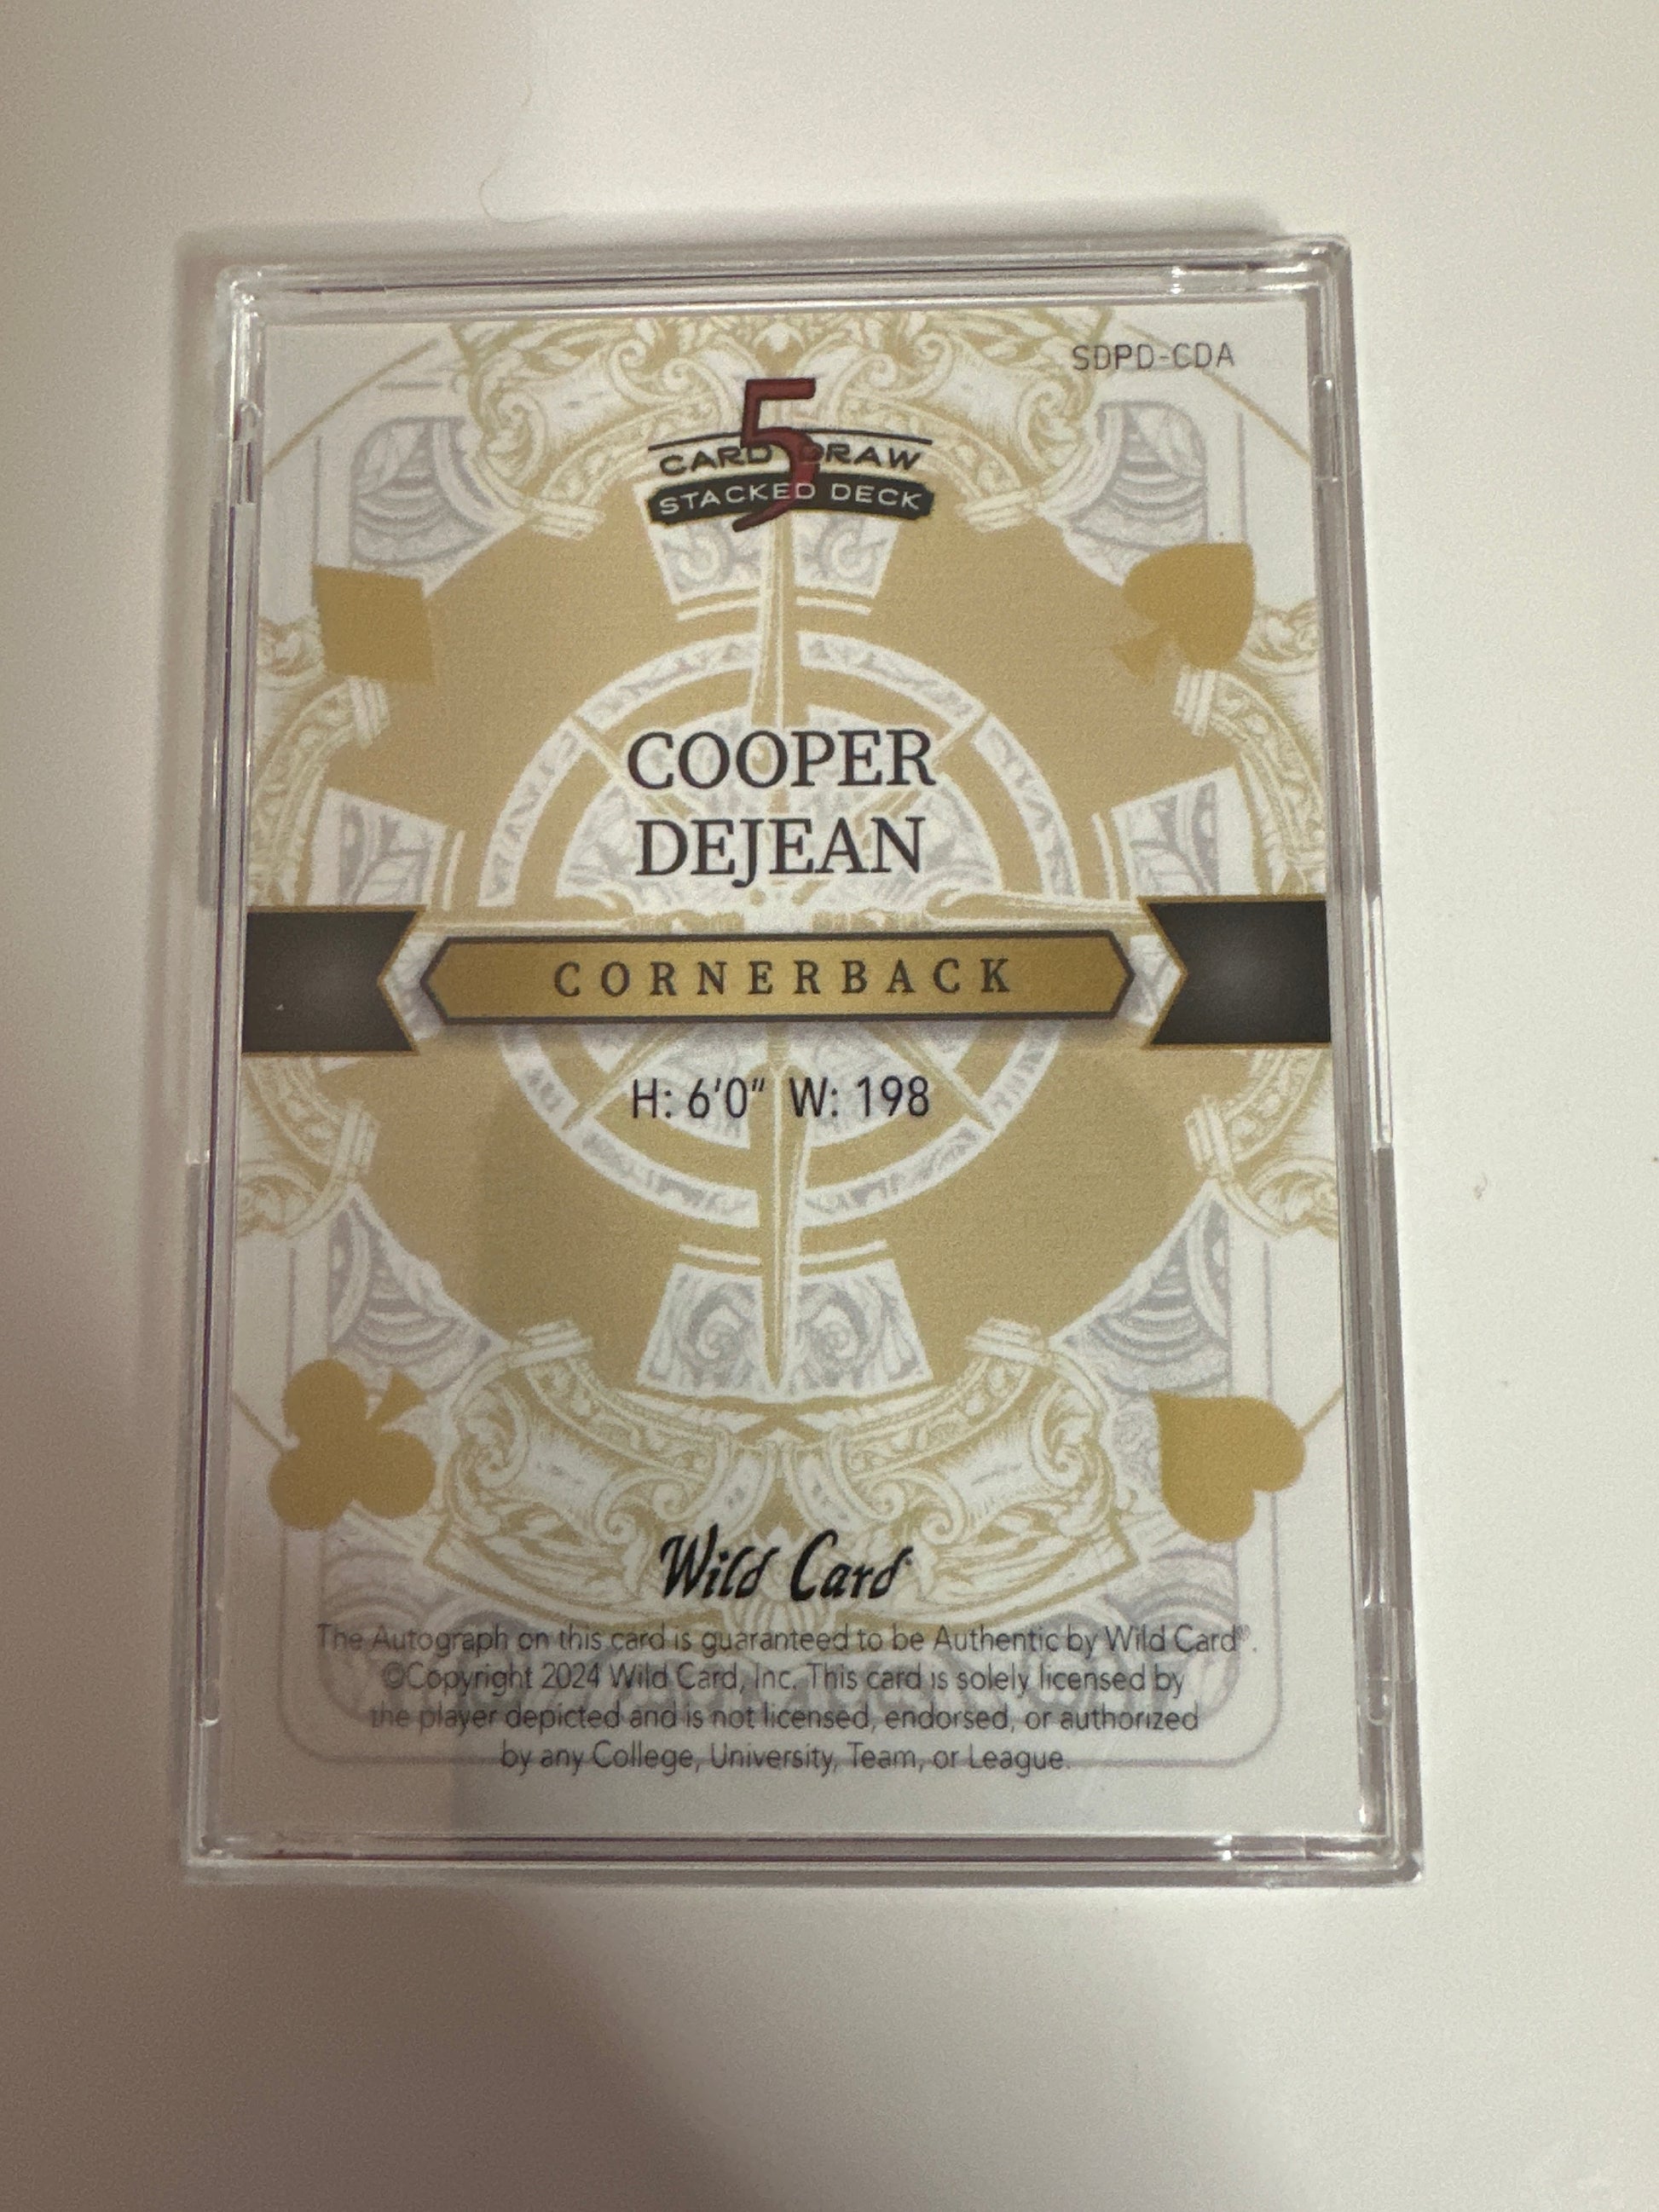 SDPD-CDA
5
CARD DRAW
STACKED DECK
COOPER
DEJEAN
CORNERBACK
H: 6'0" W: 198
Wild Card
The Autograph on this card is guaranteed to be Authentic by Wild Card®.
©Copyright 2024 Wild Card, Inc. This card is solely licensed by
the player depicted and is not licensed, endorsed, or authorized
by any College, University, Team, or League.